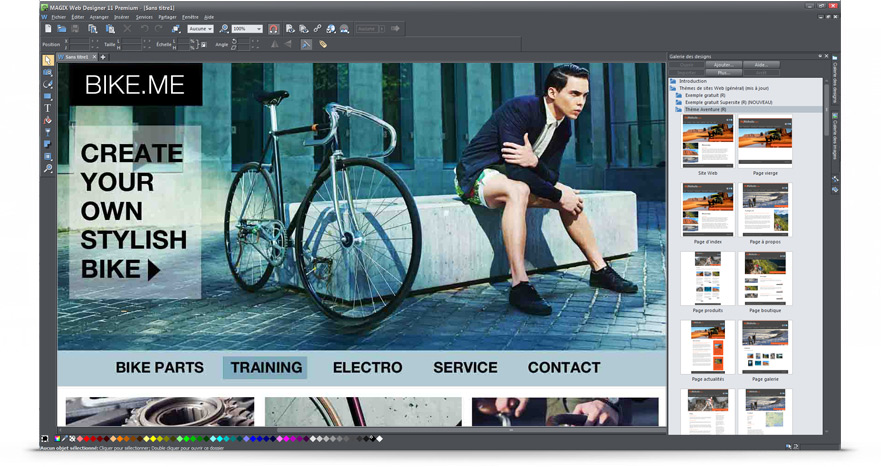 MAGIX Web Designer 11 Premium - [Sans titre1]
Fichier Éditer Arranger Insérer Services Partager Fenêtre Aide
Aucune 100%
Position X Y Taille L H Échelle L H % % Angle
Sans titre1
BIKE.ME
CREATE
YOUR
OWN
STYLISH
BIKE
BIKE PARTS TRAINING ELECTRO SERVICE CONTACT
Galerie des designs
Ajouter... Aide...
Plus...
Introduction
Thèmes de sites Web (général) (mis à jour)
Exemple gratuit (R)
Exemple gratuit Supersite (R) (NOUVEAU)
Thème Aventure (R)
Site Web Page vierge
Page d'index Page à propos
Page produits Page boutique
Page actualités Page galerie
Galerie des designs
Galerie des images
Aucun objet sélectionné: Cliquer pour sélectionner; Double cliquer pour ouvrir ce dossier